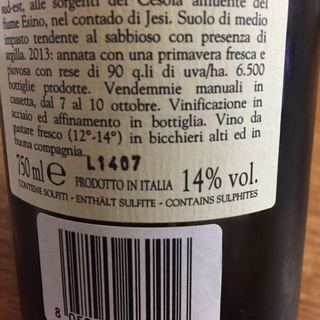 sud-est, alle sorgenti del Cesola affluente del
fiume Esino, nel contado di Jesi. Suolo di medio
impasto tendente al sabbioso con presenza di
argilla. 2013: annata con una primavera fresca e
piovosa con rese di 90 q.li di uva/ha. 6.500
bottiglie prodotte. Vendemmie manuali in
cassetta, dal 7 al 10 ottobre. Vinificazione in
acciaio ed affinamento in bottiglia. Vino da
pasteggiare fresco (12°-14°) in bicchieri alti ed in
buona compagnia.
L1407
750 ml e PRODOTTO IN ITALIA 14% vol.
CONTIENE SOLFITI - ENTHÄLT SULFITE - CONTAINS SULPHITES